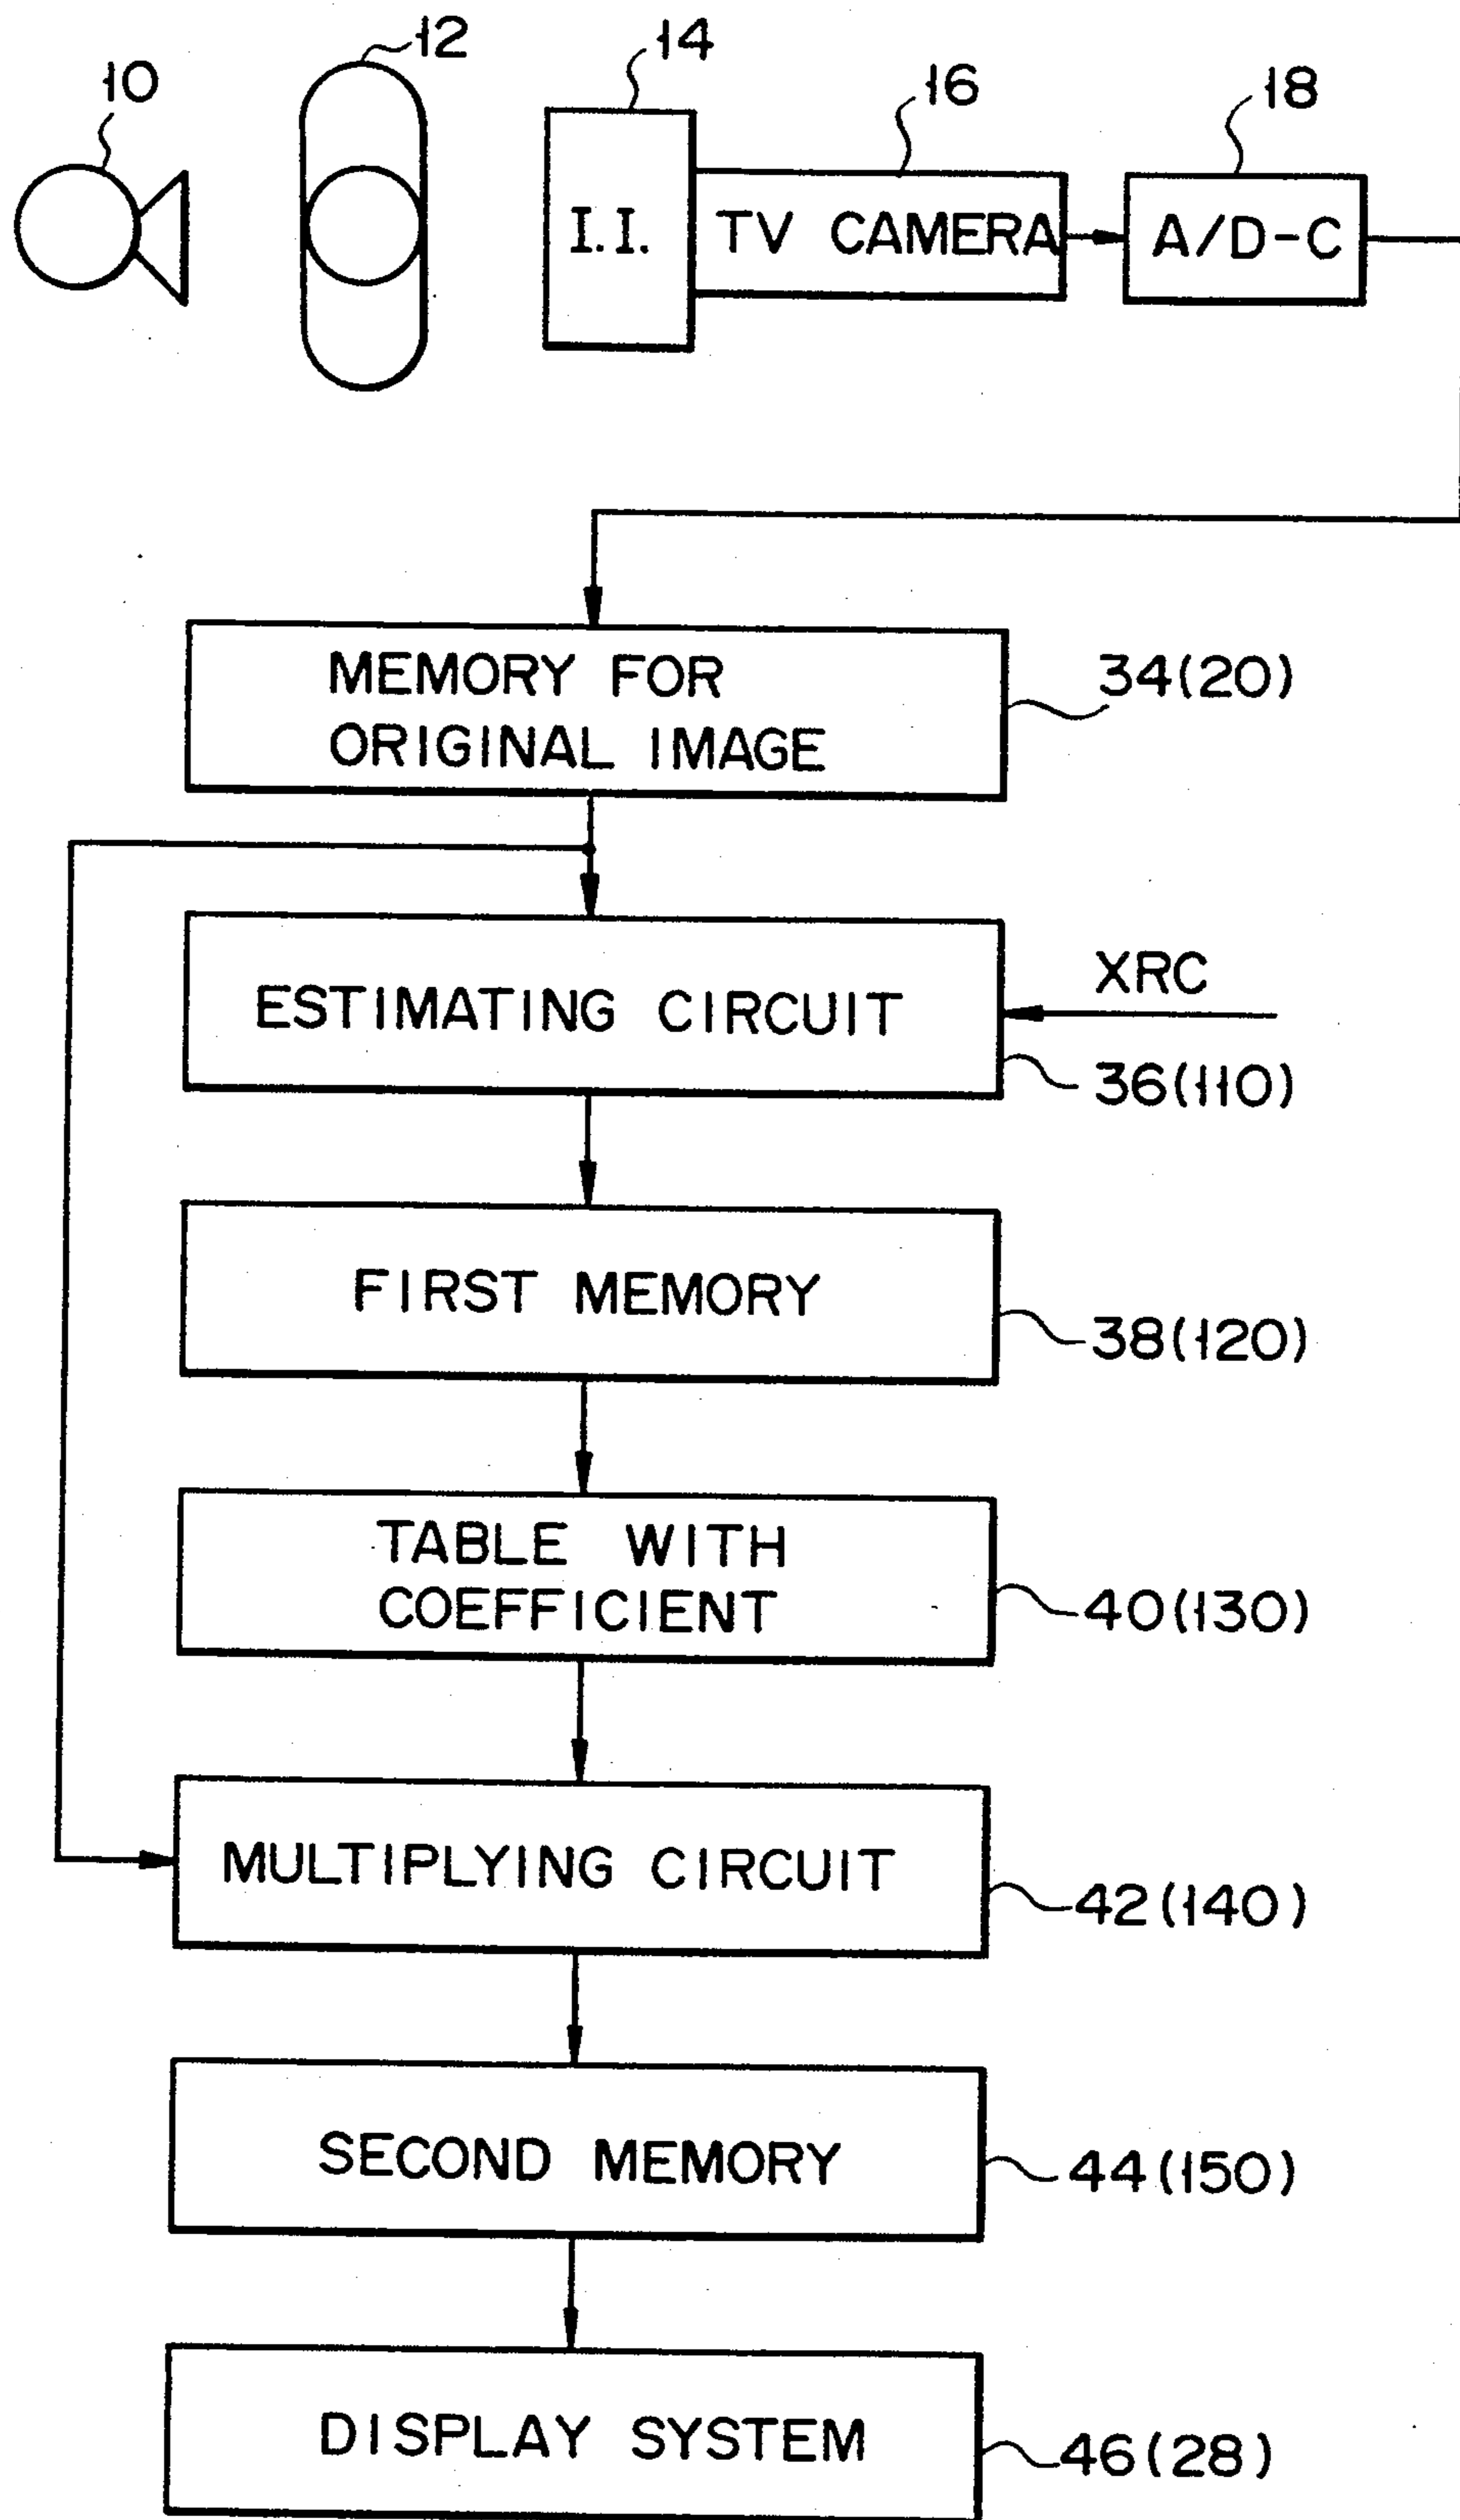 10
12
14
16
18
I.I.
TV CAMERA
A/D-C
MEMORY FOR
ORIGINAL IMAGE
34(20)
ESTIMATING CIRCUIT
XRC
36(110)
FIRST MEMORY
38(120)
TABLE WITH
COEFFICIENT
40(130)
MULTIPLYING CIRCUIT
42(140)
SECOND MEMORY
44(150)
DISPLAY SYSTEM
46(28)